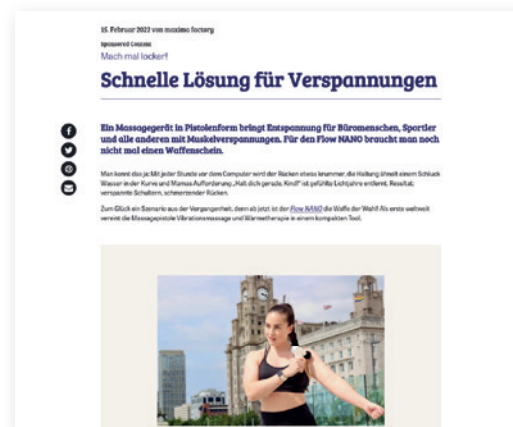 15. Februar 2022 von maximo factory
Sponsored Content
Mach mal locker!
Schnelle Lösung für Verspannungen
Ein Massagegerät in Pistolenform bringt Entspannung für Büromenschen, Sportler
und alle anderen mit Muskelverspannungen. Für den Flow NANO braucht man noch
nicht mal einen Waffenschein.
Man kennt das ja: Mit jeder Stunde vor dem Computer wird der Rücken etwas krummer, die Haltung ähnelt einem Schluck
Wasser in der Kurve und Mamas Aufforderung „Halt dich gerade, Kind!“ ist gefühlte Lichtjahre entfernt. Resultat:
verspannte Schultern, schmerzender Rücken.
Zum Glück ein Szenario aus der Vergangenheit, denn ab jetzt ist der Flow NANO die Waffe der Wahl! Als erste weltweit
vereint die Massagepistole Vibrationsmassage und Wärmetherapie in einem kompakten Tool.